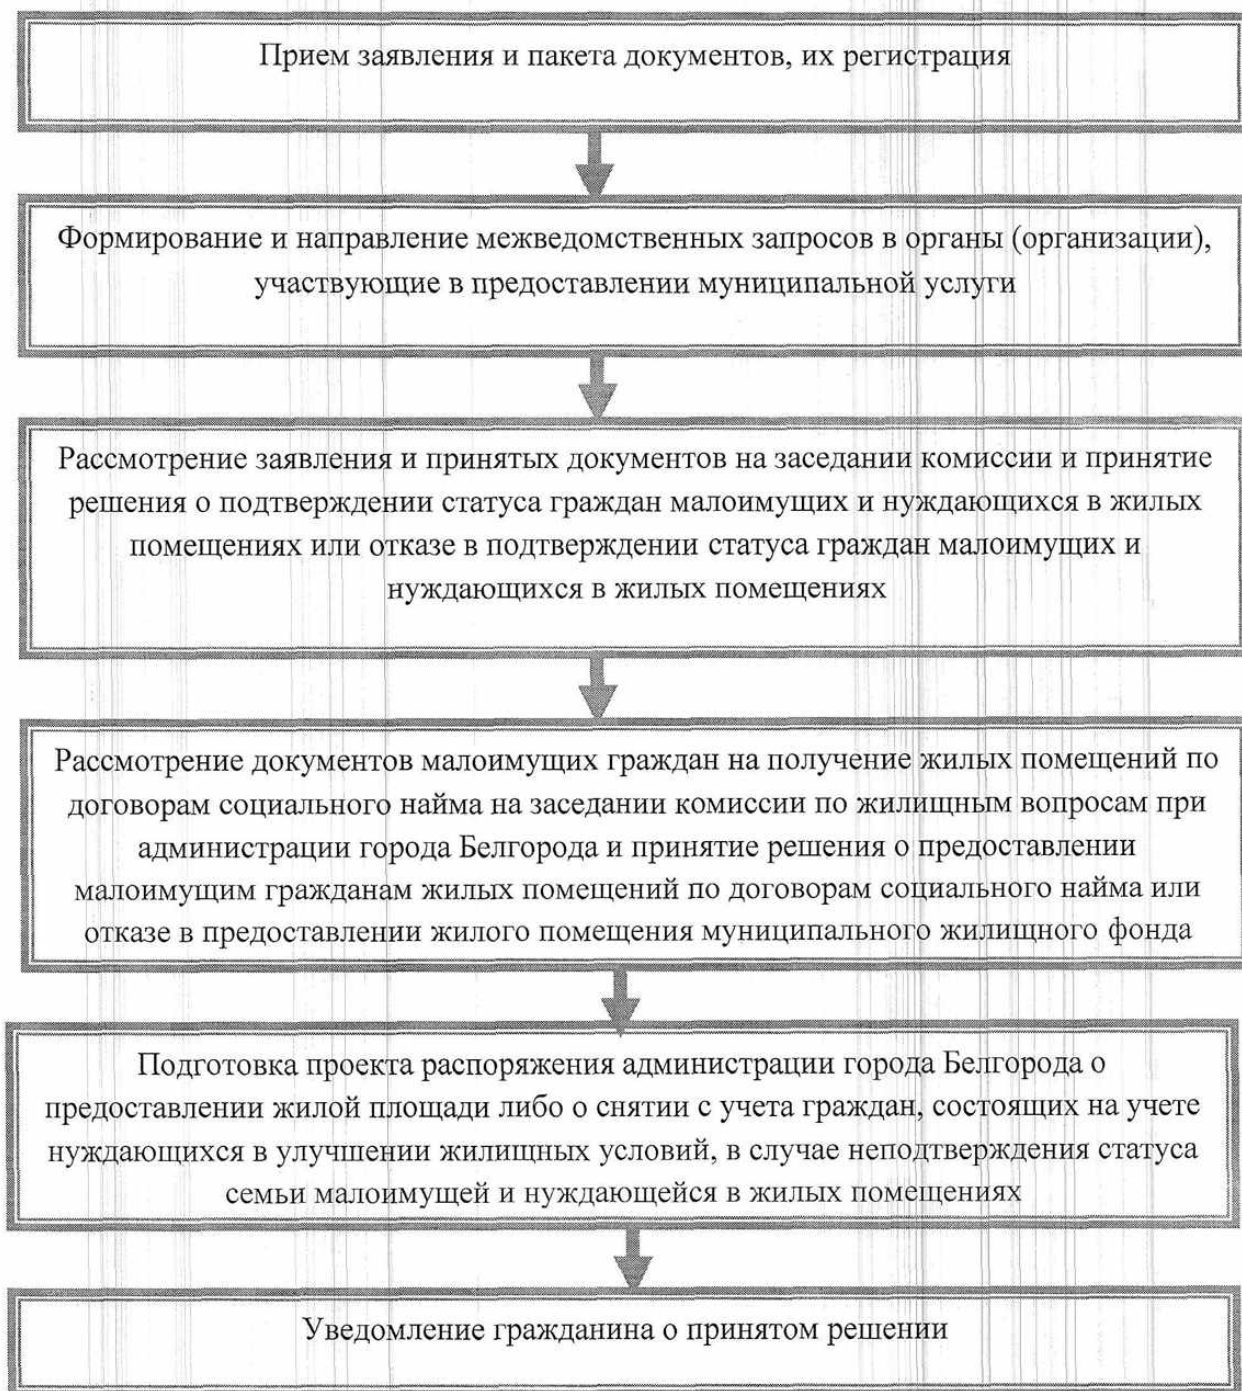 Прием заявления и пакета документов, их регистрация
Формирование и направление межведомственных запросов в органы (организации),
участвующие в предоставлении муниципальной услуги
Рассмотрение заявления и принятых документов на заседании комиссии и принятие
решения о подтверждении статуса граждан малоимущих и нуждающихся в жилых
помещениях или отказе в подтверждении статуса граждан малоимущих и
нуждающихся в жилых помещениях
Рассмотрение документов малоимущих граждан на получение жилых помещений по
договорам социального найма на заседании комиссии по жилищным вопросам при
администрации города Белгорода и принятие решения о предоставлении
малоимущим гражданам жилых помещений по договорам социального найма или
отказе в предоставлении жилого помещения муниципального жилищного фонда
Подготовка проекта распоряжения администрации города Белгорода о
предоставлении жилой площади либо о снятии с учета граждан, состоящих на учете
нуждающихся в улучшении жилищных условий, в случае неподтверждения статуса
семьи малоимущей и нуждающейся в жилых помещениях
Уведомление гражданина о принятом решении